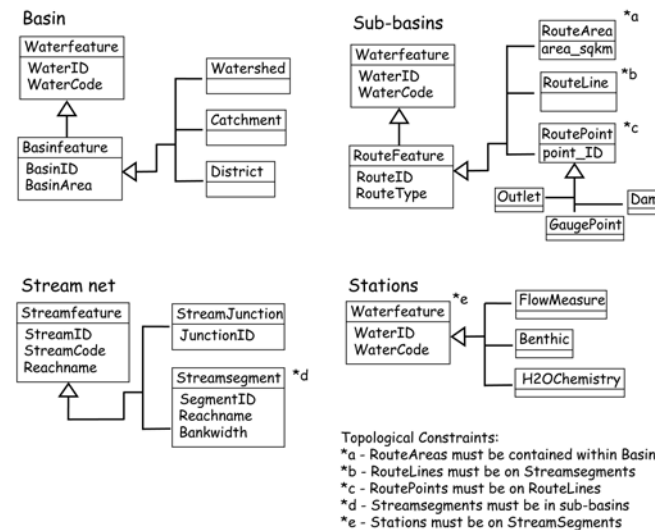 Basin
Waterfeature
WaterID
WaterCode
Basinfeature
BasinID
BasinArea
Watershed
Catchment
District
Sub-basins
Waterfeature
WaterID
WaterCode
RouteFeature
RouteID
RouteType
RouteArea *a
area_sqkm
RouteLine *b
RoutePoint *c
point_ID
Outlet
GaugePoint
Dam
Stream net
Streamfeature
StreamID
StreamCode
Reachname
StreamJunction
JunctionID
Streamsegment *d
SegmentID
Reachname
Bankwidth
Stations
Waterfeature *e
WaterID
WaterCode
FlowMeasure
Benthic
H2OChemistry
Topological Constraints:
*a - RouteAreas must be contained within Basin
*b - RouteLines must be on Streamsegments
*c - RoutePoints must be on RouteLines
*d - Streamsegments must be in sub-basins
*e - Stations must be on StreamSegments